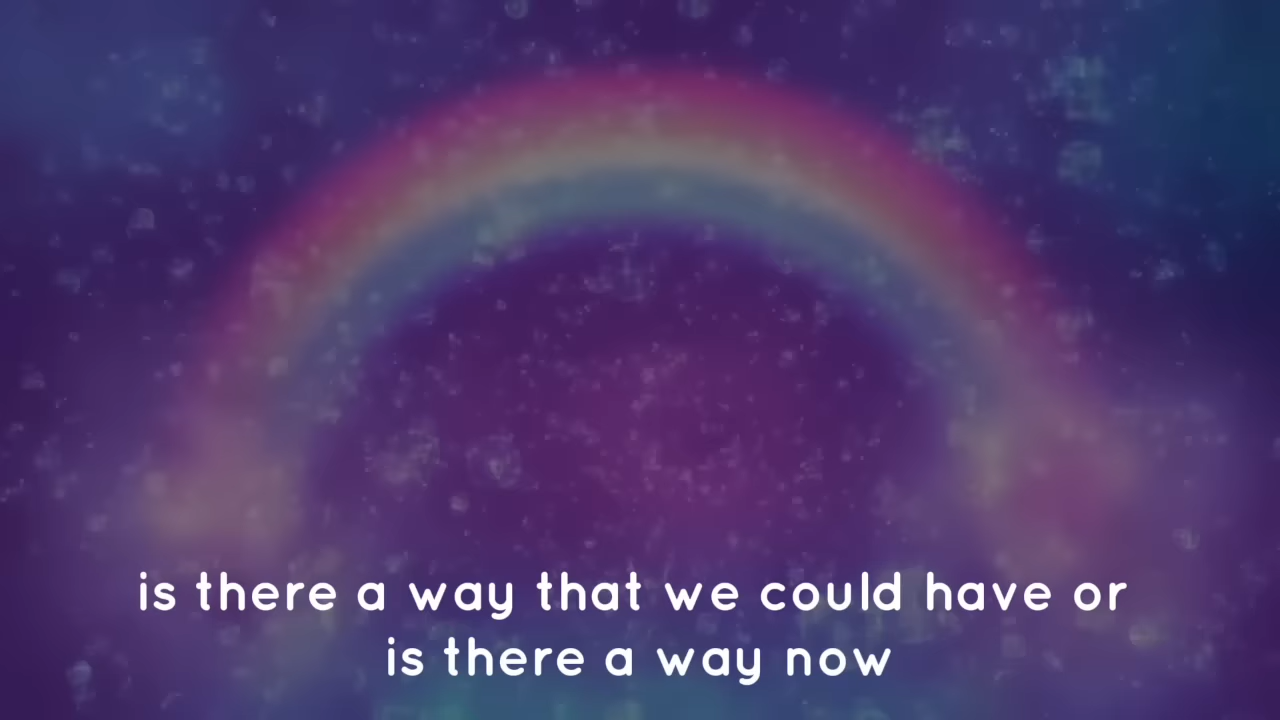 is there a way that we could have or
is there a way now